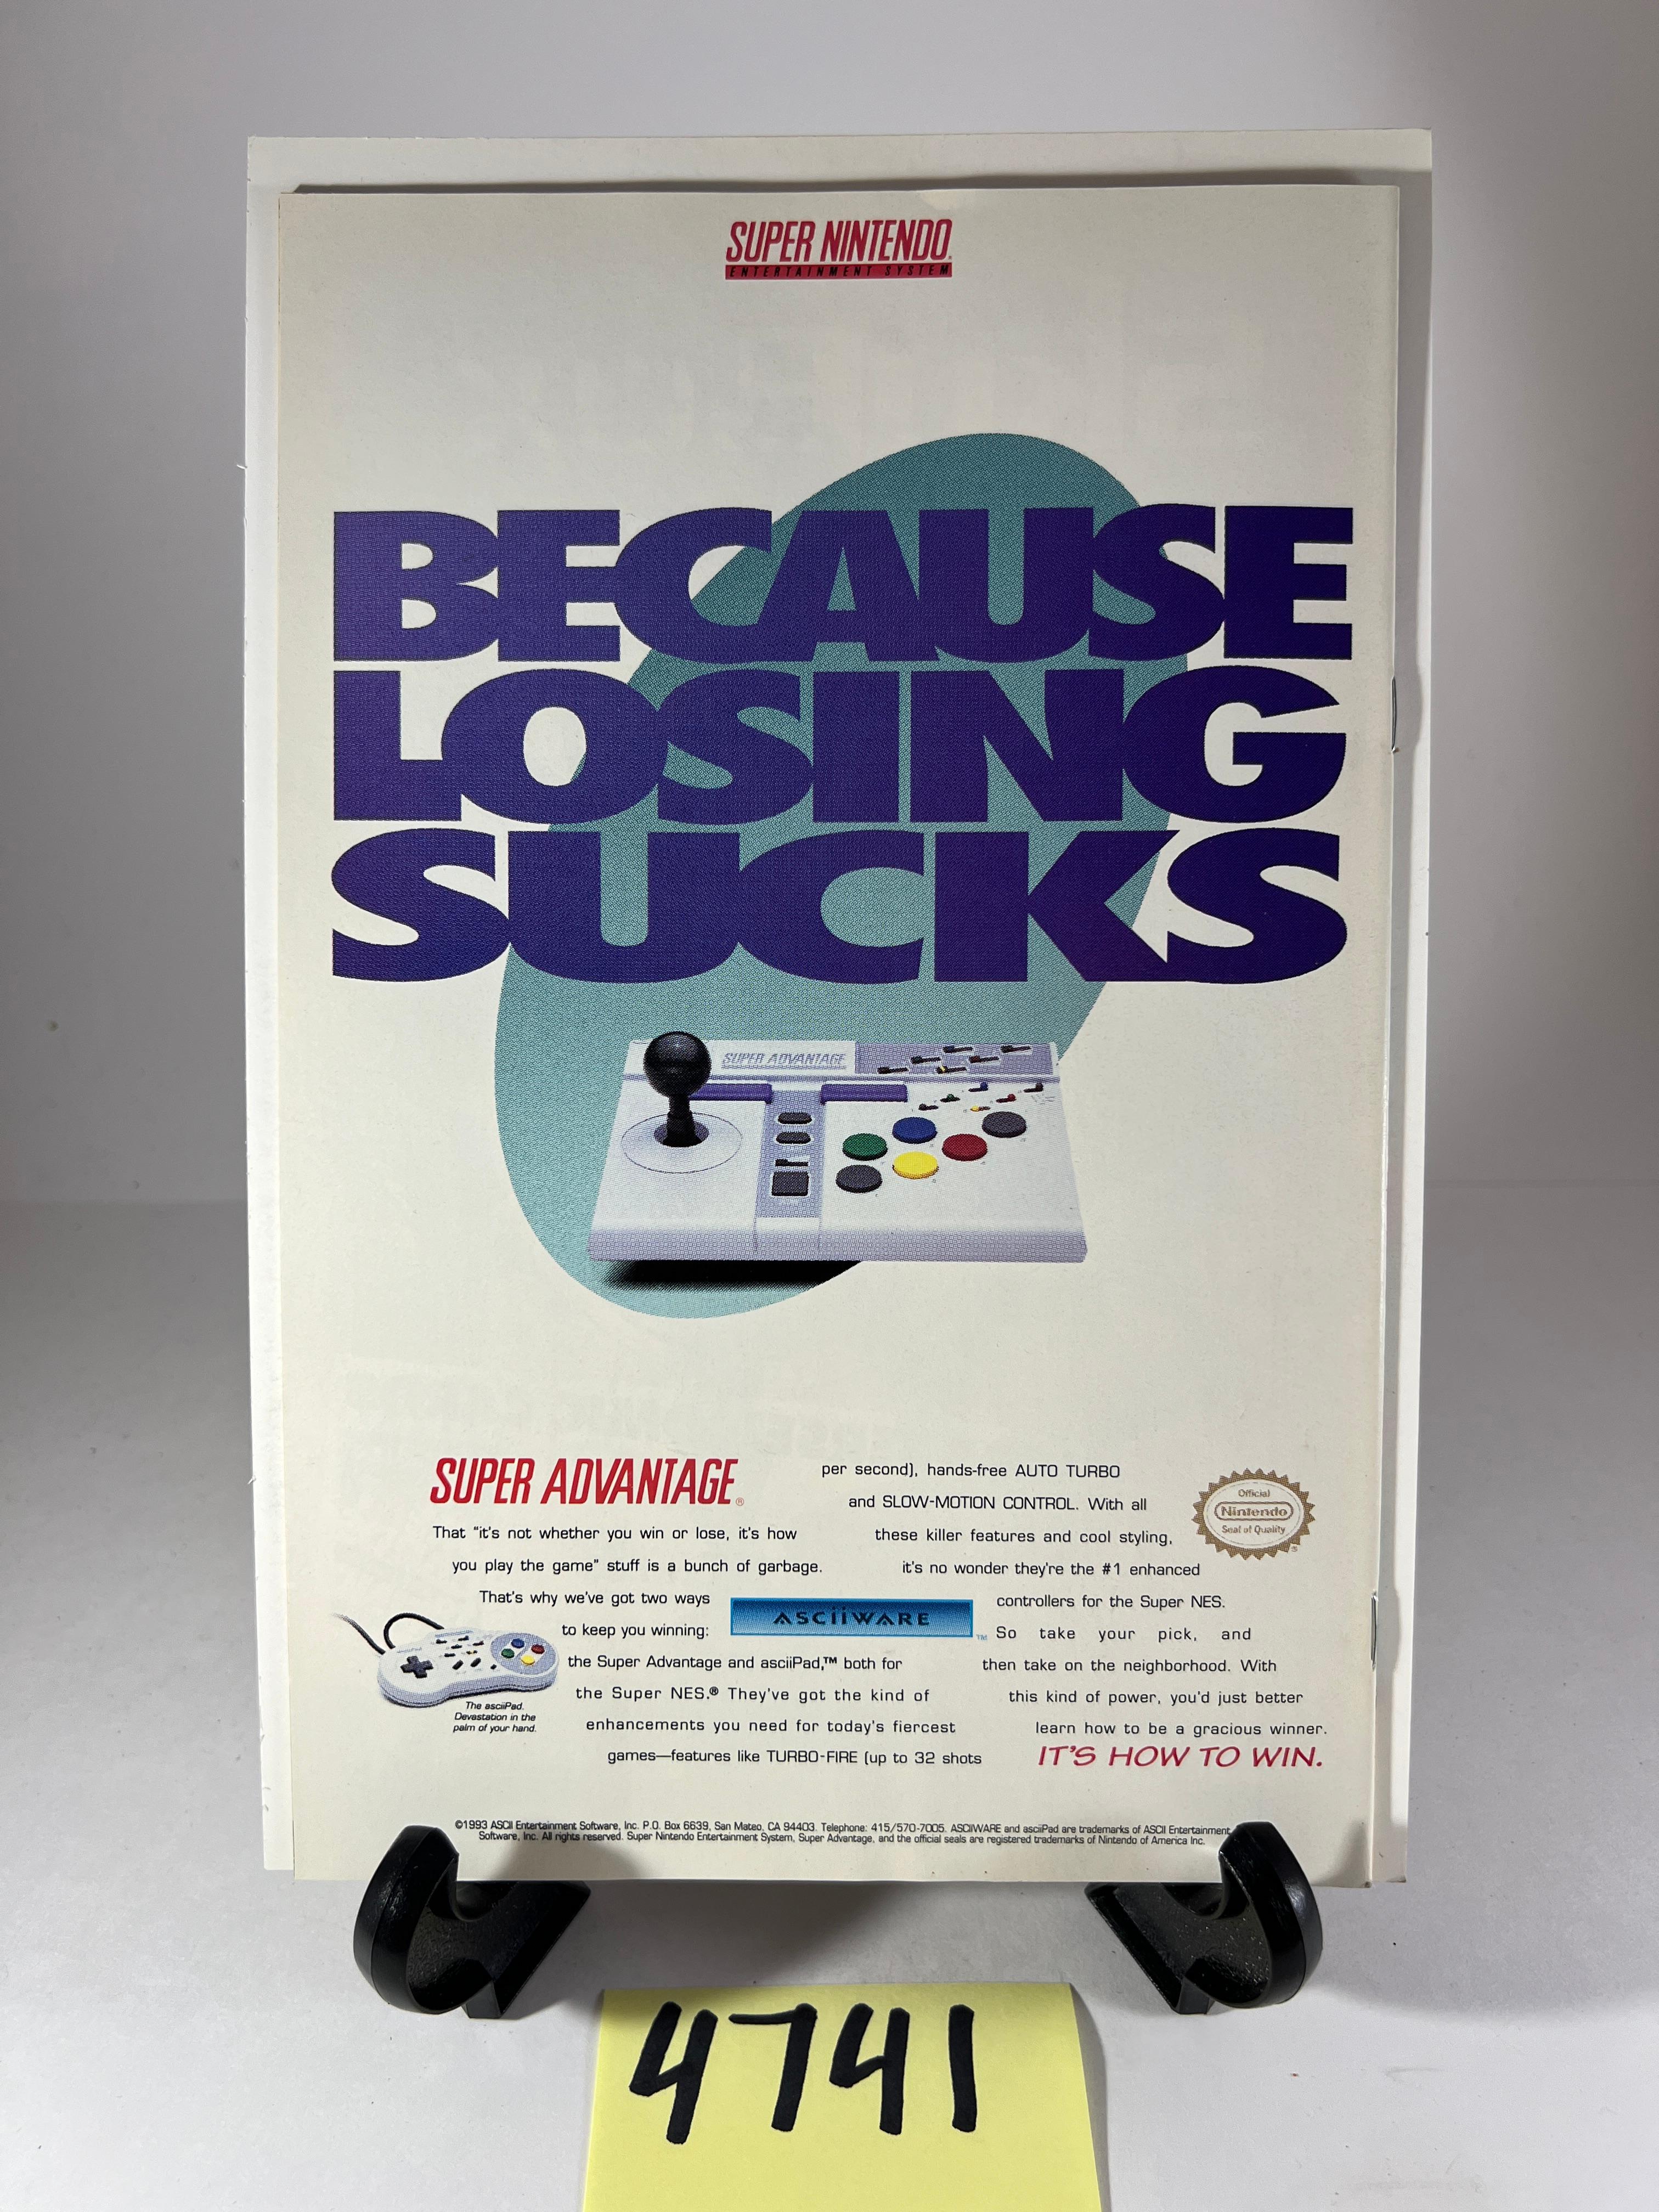 SUPER NINTENDO
ENTERTAINMENT SYSTEM
BECAUSE
LOSING
SUCKS
SUPER ADVANTAGE
SUPER ADVANTAGE®
That "it's not whether you win or lose, it's how
you play the game" stuff is a bunch of garbage.
That's why we've got two ways
to keep you winning:
the Super Advantage and asciiPad,™ both for
the Super NES.® They've got the kind of
enhancements you need for today's fiercest
games—features like TURBO-FIRE (up to 32 shots
per second), hands-free AUTO TURBO
and SLOW-MOTION CONTROL. With all
these killer features and cool styling,
it's no wonder they're the #1 enhanced
controllers for the Super NES.
So take your pick, and
then take on the neighborhood. With
this kind of power, you'd just better
learn how to be a gracious winner.
IT'S HOW TO WIN.
ASCiiWARE™
Official
Nintendo
Seal of Quality
The asciiPad.
Devastation in the
palm of your hand.
©1993 ASCII Entertainment Software, Inc. P.O. Box 6639, San Mateo, CA 94403. Telephone: 415/570-7005. ASCIIWARE and asciiPad are trademarks of ASCII Entertainment
Software, Inc. All rights reserved. Super Nintendo Entertainment System, Super Advantage, and the official seals are registered trademarks of Nintendo of America Inc.
4741